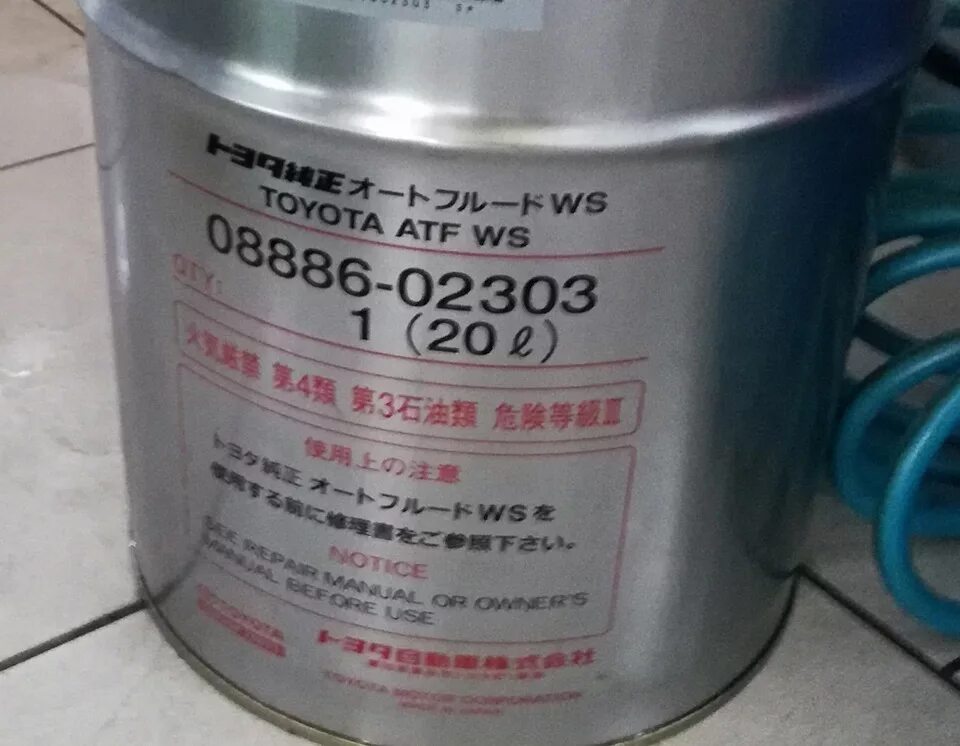 トヨタ純正オートフルードWS
TOYOTA ATF WS
08886-02303
QTY: 1 (20ℓ)
火気厳禁 第4類 第3石油類 危険等級Ⅲ
使用上の注意
トヨタ純正 オートフルードWSを
使用する前に修理書をご参照下さい。
NOTICE
SEE REPAIR MANUAL OR OWNER'S
MANUAL BEFORE USE
TOYOTA
トヨタ自動車株式会社
TOYOTA MOTOR CORPORATION
MADE IN JAPAN